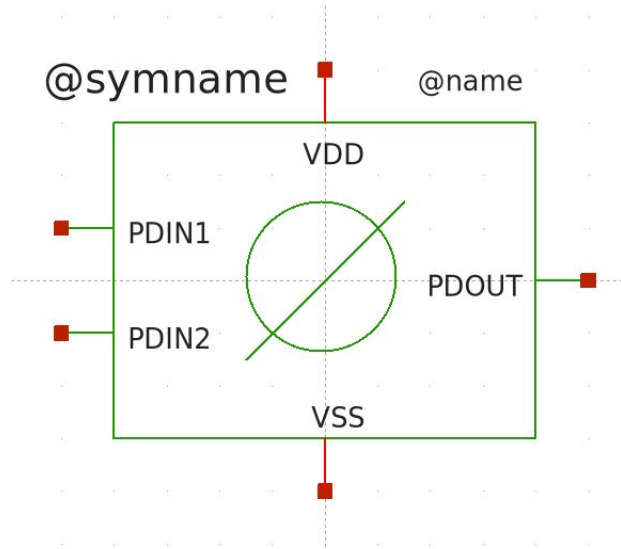 @symname
@name
VDD
PDIN1
PDOUT
PDIN2
VSS